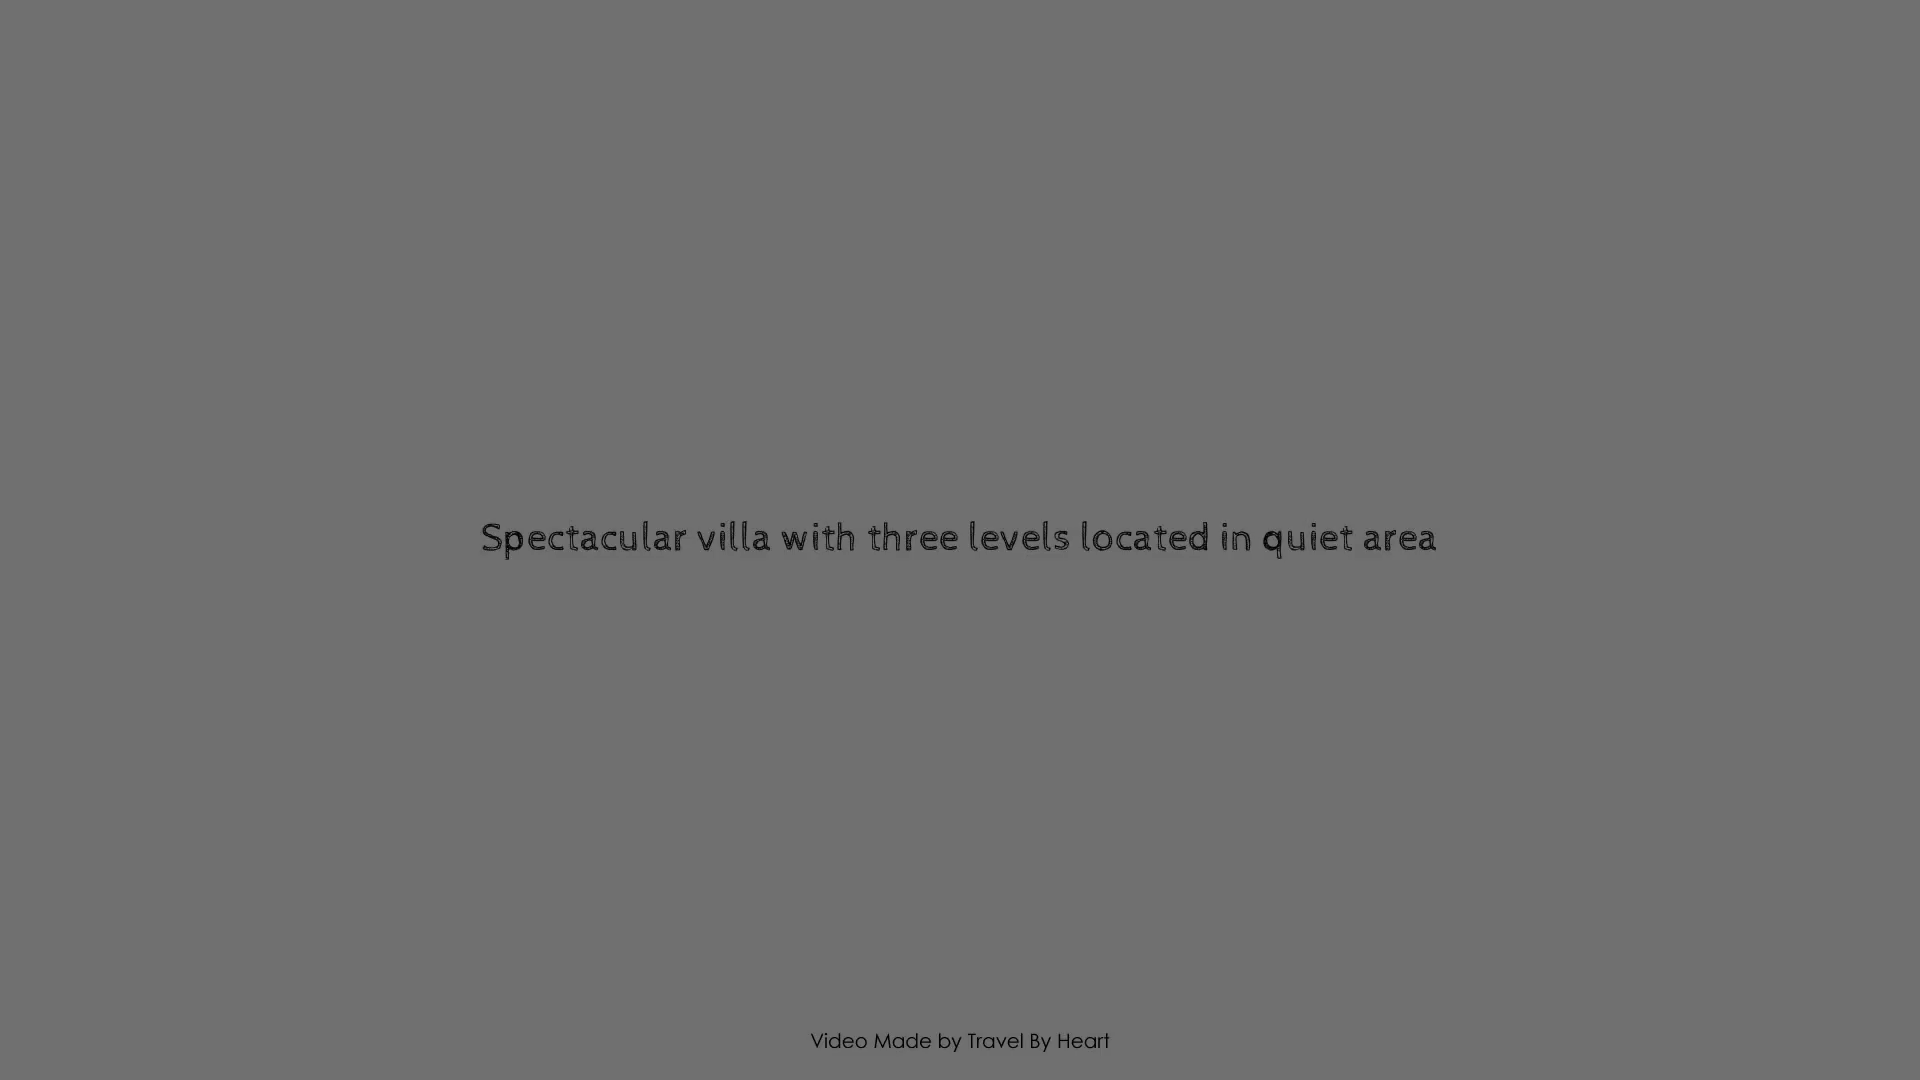 Spectacular villa with three levels located in quiet area
Video Made by Travel By Heart